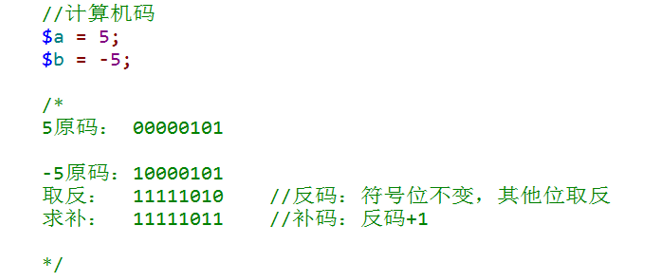 //计算机码
$a = 5;
$b = -5;
/*
5原码： 00000101
-5原码：10000101
取反： 11111010 //反码：符号位不变，其他位取反
求补： 11111011 //补码：反码+1
*/